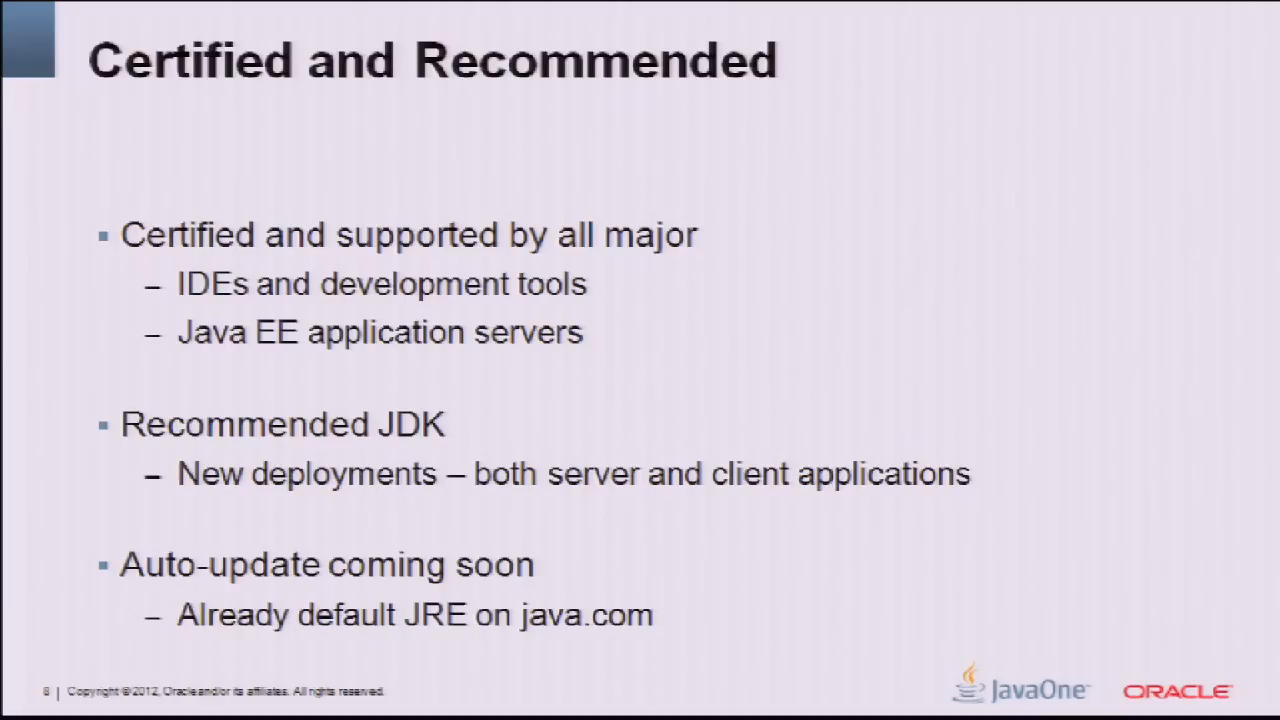 Certified and Recommended
▪ Certified and supported by all major
– IDEs and development tools
– Java EE application servers
▪ Recommended JDK
– New deployments – both server and client applications
▪ Auto-update coming soon
– Already default JRE on java.com
Copyright © 2012, Oracle and/or its affiliates. All rights reserved.
JavaOne™
ORACLE